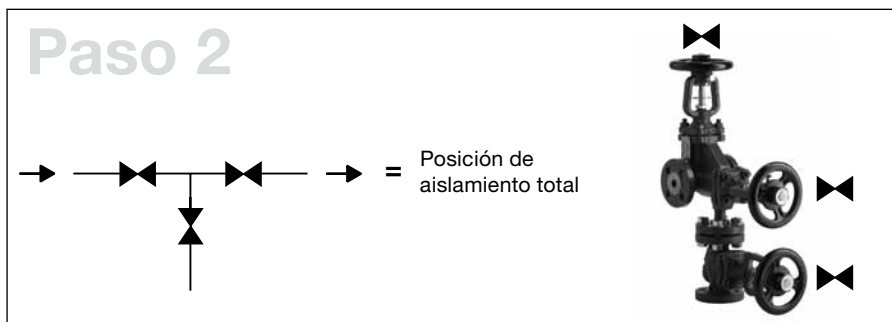 Paso 2
=
Posición de
aislamiento total